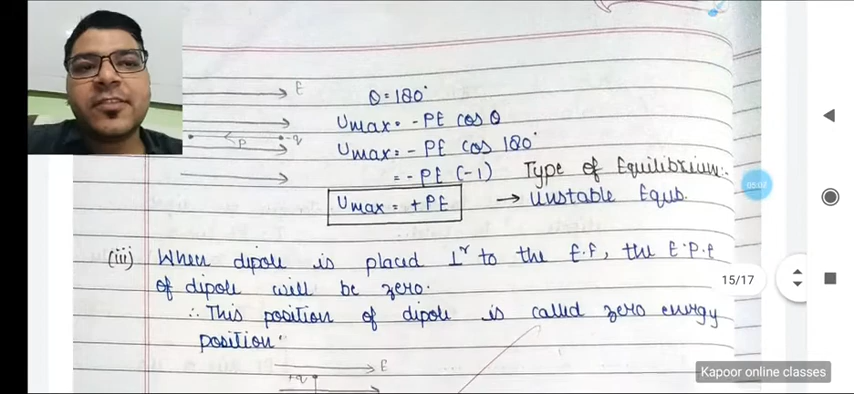 E
θ=180°
Umax = -PE cos θ
-q
P
Umax = - PE cos 180°
= - PE (-1) Type of Equilibrium:-
Umax = +PE → Unstable Equb.
05:07
(iii) When dipole is placed ⊥r to the E.F, the E.P.E
of dipole will be zero.
15/17
∴ This position of dipole is called zero energy
position.
E
+q
Kapoor online classes